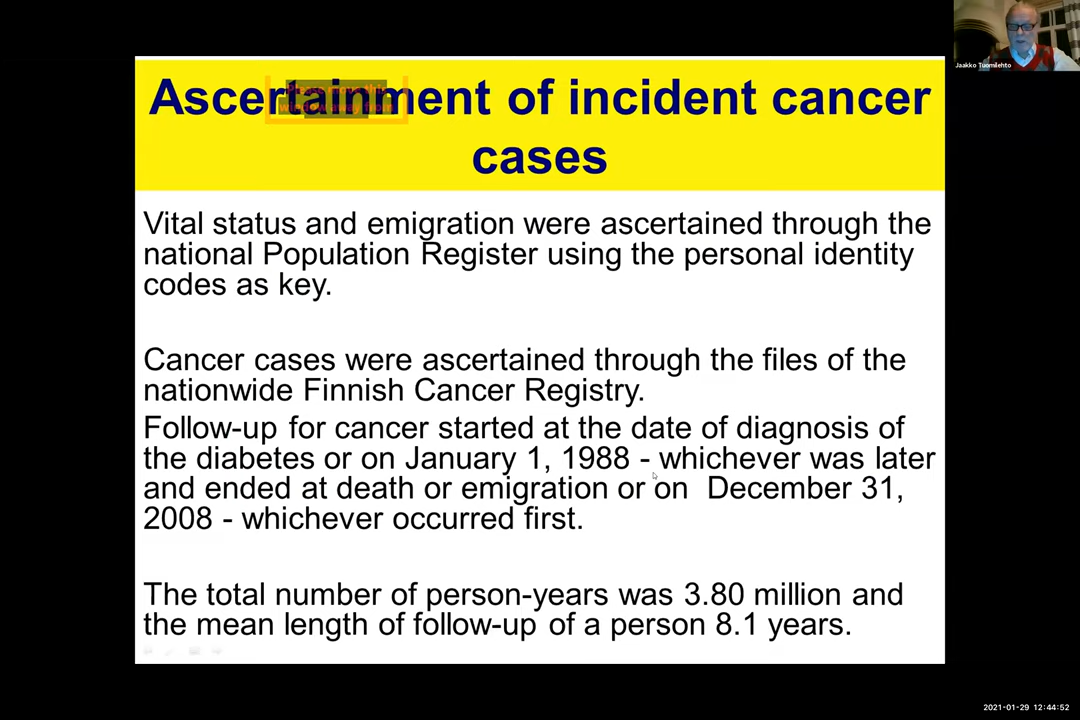 Jaakko Tuomilehto
Ascertainment of incident cancer
cases
Vital status and emigration were ascertained through the
national Population Register using the personal identity
codes as key.
Cancer cases were ascertained through the files of the
nationwide Finnish Cancer Registry.
Follow-up for cancer started at the date of diagnosis of
the diabetes or on January 1, 1988 - whichever was later
and ended at death or emigration or on December 31,
2008 - whichever occurred first.
The total number of person-years was 3.80 million and
the mean length of follow-up of a person 8.1 years.
2021-01-29 12:44:52